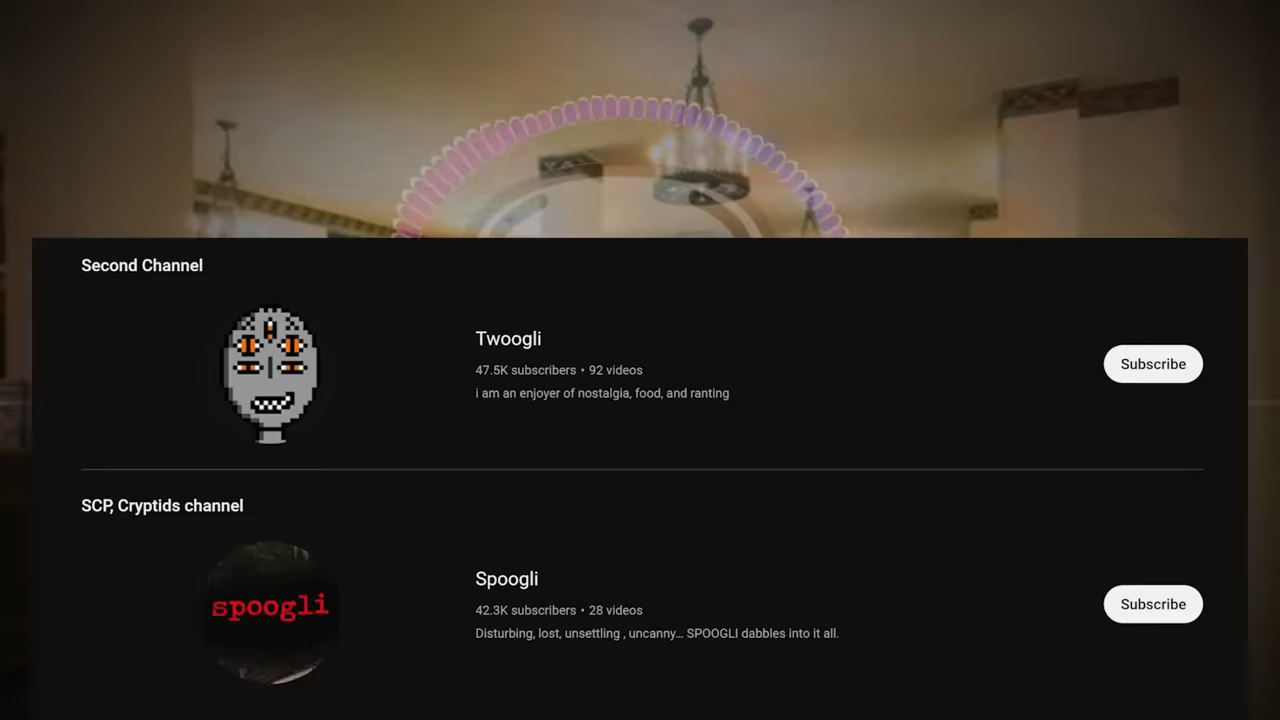 Second Channel
Twoogli
47.5K subscribers • 92 videos
i am an enjoyer of nostalgia, food, and ranting
Subscribe
SCP, Cryptids channel
spoogli
Spoogli
42.3K subscribers • 28 videos
Disturbing, lost, unsettling , uncanny... SPOOGLI dabbles into it all.
Subscribe